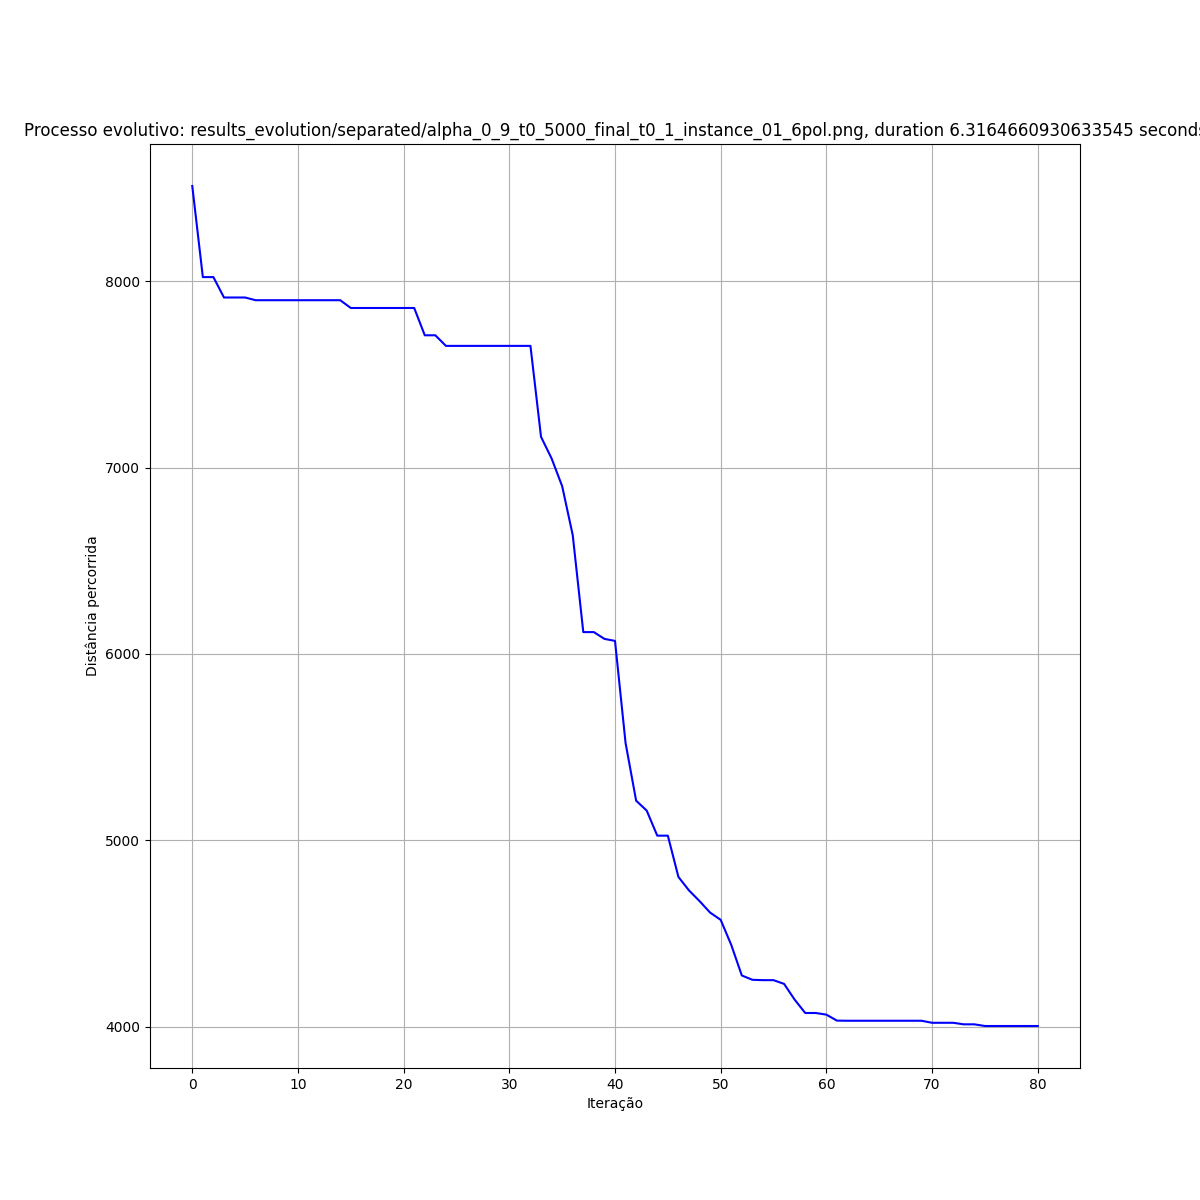 Processo evolutivo: results_evolution/separated/alpha_0_9_t0_5000_final_t0_1_instance_01_6pol.png, duration 6.3164660930633545 seconds
8000
7000
6000
5000
4000
Distância percorrida
0 10 20 30 40 50 60 70 80
Iteração